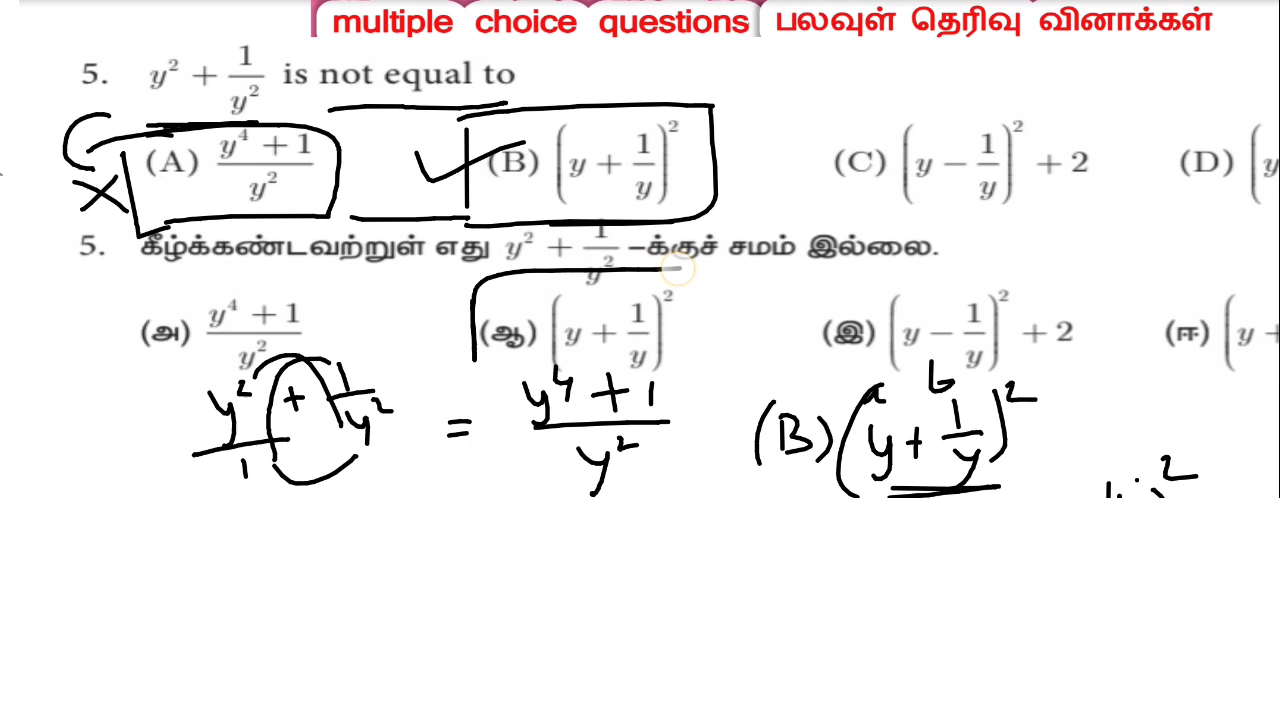 multiple choice questions பலவுள் தெரிவு வினாக்கள்
5. y² + 1/y² is not equal to
(A) (y⁴ + 1)/y² (B) (y + 1/y)² (C) (y − 1/y)² + 2 (D) (y
5. கீழ்க்கண்டவற்றுள் எது y² + 1/y² –க்குச் சமம் இல்லை.
(அ) (y⁴ + 1)/y² (ஆ) (y + 1/y)² (இ) (y − 1/y)² + 2 (ஈ) (y +
y²/1 + 1/y² = (y⁴ + 1)/y² (B) (y + 1/y)²
a b